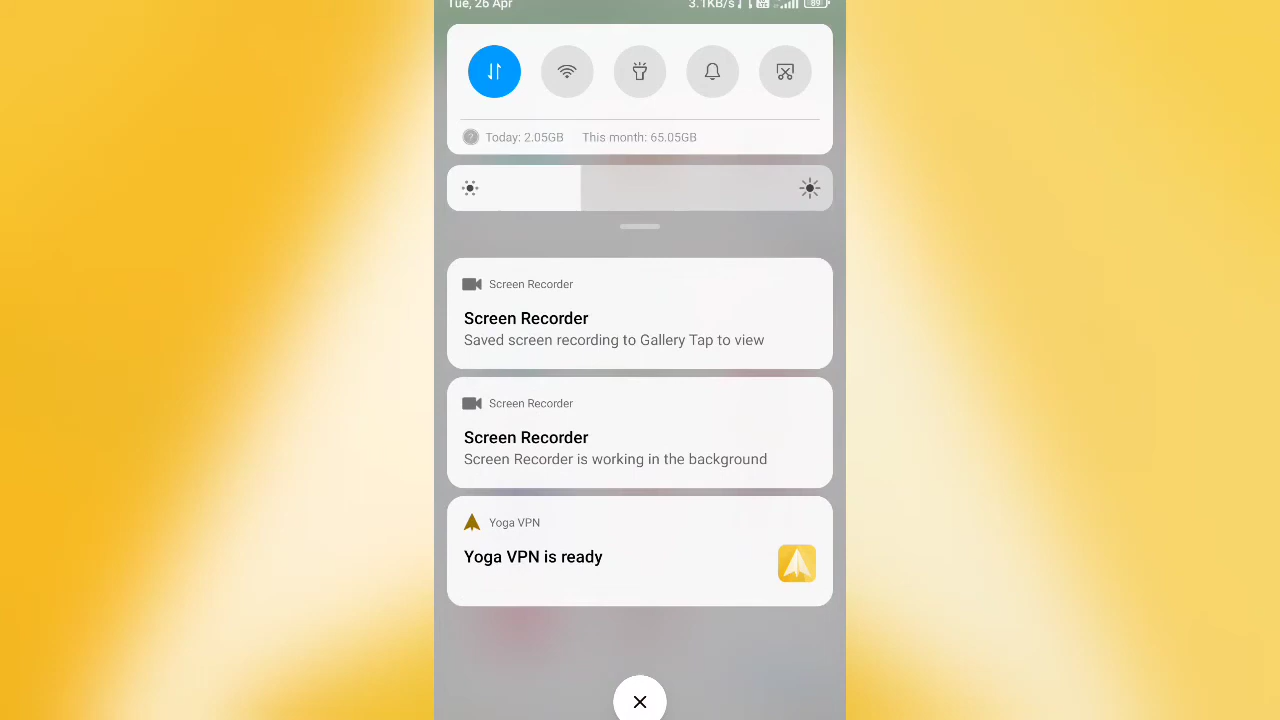 Tue, 26 Apr 3.1KB/s 89
Today: 2.05GB This month: 65.05GB
Screen Recorder
Screen Recorder
Saved screen recording to Gallery Tap to view
Screen Recorder
Screen Recorder
Screen Recorder is working in the background
Yoga VPN
Yoga VPN is ready